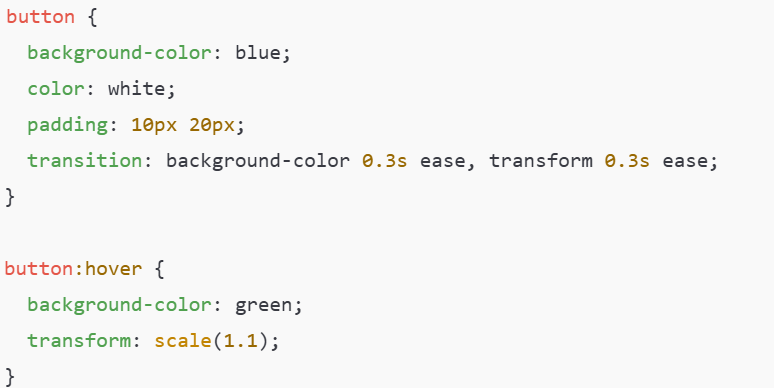 button {
  background-color: blue;
  color: white;
  padding: 10px 20px;
  transition: background-color 0.3s ease, transform 0.3s ease;
}

button:hover {
  background-color: green;
  transform: scale(1.1);
}